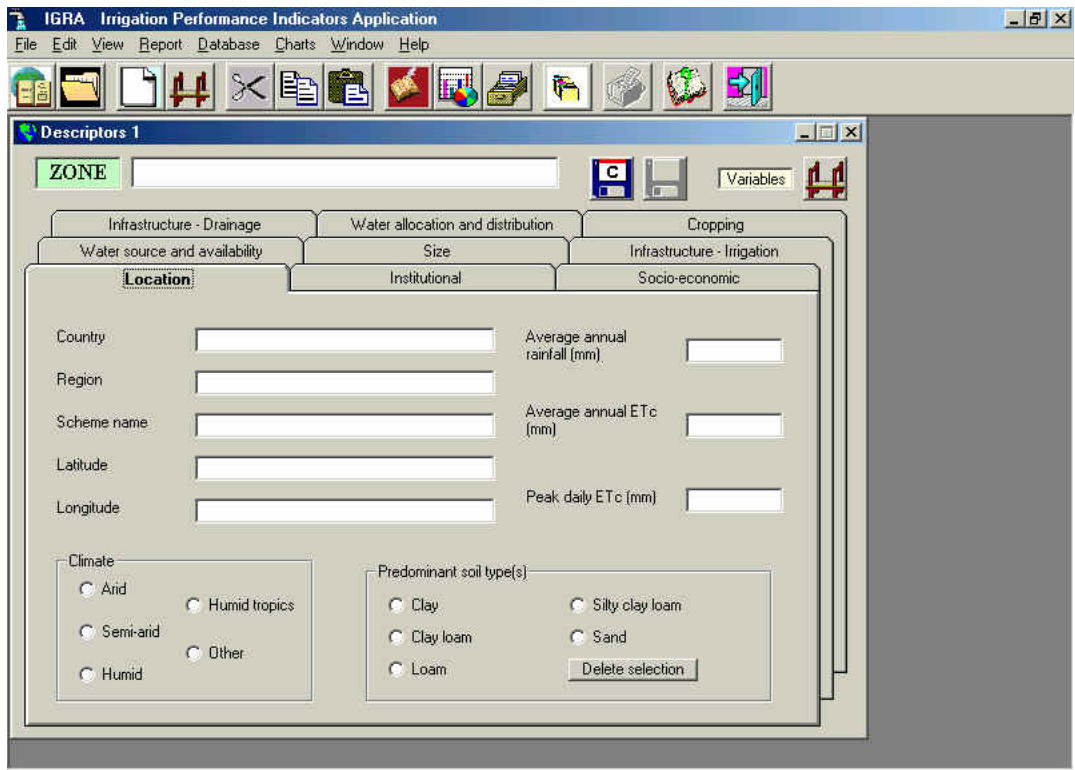 IGRA Irrigation Performance Indicators Application
File Edit View Report Database Charts Window Help
Descriptors 1
ZONE
C
Variables
Infrastructure - Drainage Water allocation and distribution Cropping
Water source and availability Size Infrastructure - Irrigation
Location Institutional Socio-economic
Country
Average annual
rainfall (mm)
Region
Scheme name
Average annual ETc
(mm)
Latitude
Longitude
Peak daily ETc (mm)
Climate
Arid
Humid tropics
Semi-arid
Other
Humid
Predominant soil type(s)
Clay Silty clay loam
Clay loam Sand
Loam Delete selection